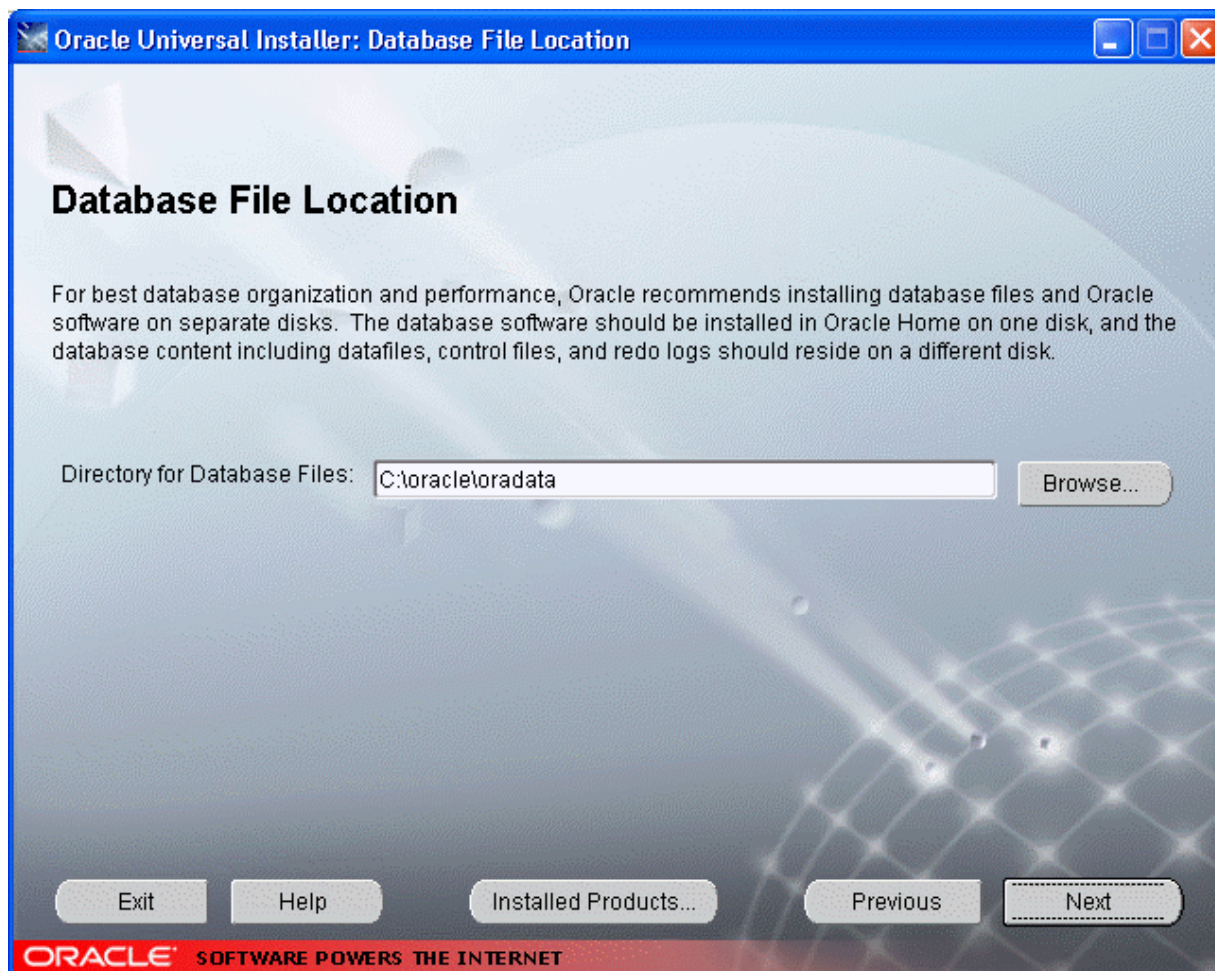 Oracle Universal Installer: Database File Location
Database File Location
For best database organization and performance, Oracle recommends installing database files and Oracle
software on separate disks.  The database software should be installed in Oracle Home on one disk, and the
database content including datafiles, control files, and redo logs should reside on a different disk.
Directory for Database Files: C:\oracle\oradata Browse...
Exit Help Installed Products... Previous Next
ORACLE SOFTWARE POWERS THE INTERNET